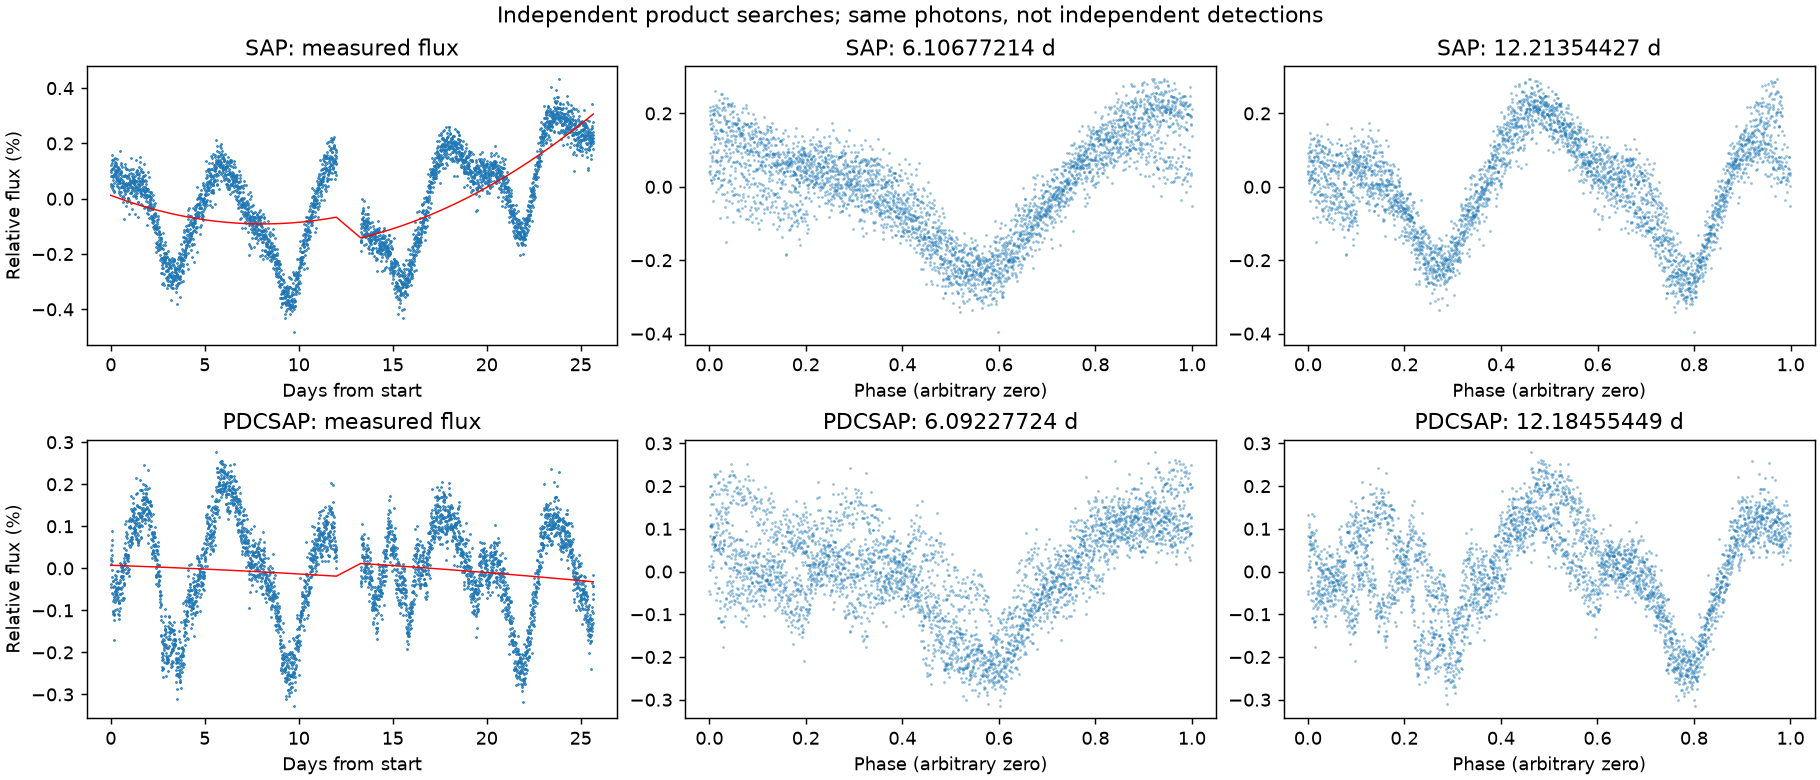 Independent product searches; same photons, not independent detections
SAP: measured flux
SAP: 6.10677214 d
SAP: 12.21354427 d
Relative flux (%)
0.4
0.2
0.0
−0.2
−0.4
0 5 10 15 20 25
Days from start
0.2
0.0
−0.2
−0.4
0.0 0.2 0.4 0.6 0.8 1.0
Phase (arbitrary zero)
0.2
0.0
−0.2
−0.4
0.0 0.2 0.4 0.6 0.8 1.0
Phase (arbitrary zero)
PDCSAP: measured flux
PDCSAP: 6.09227724 d
PDCSAP: 12.18455449 d
Relative flux (%)
0.3
0.2
0.1
0.0
−0.1
−0.2
−0.3
0 5 10 15 20 25
Days from start
0.3
0.2
0.1
0.0
−0.1
−0.2
−0.3
0.0 0.2 0.4 0.6 0.8 1.0
Phase (arbitrary zero)
0.3
0.2
0.1
0.0
−0.1
−0.2
−0.3
0.0 0.2 0.4 0.6 0.8 1.0
Phase (arbitrary zero)